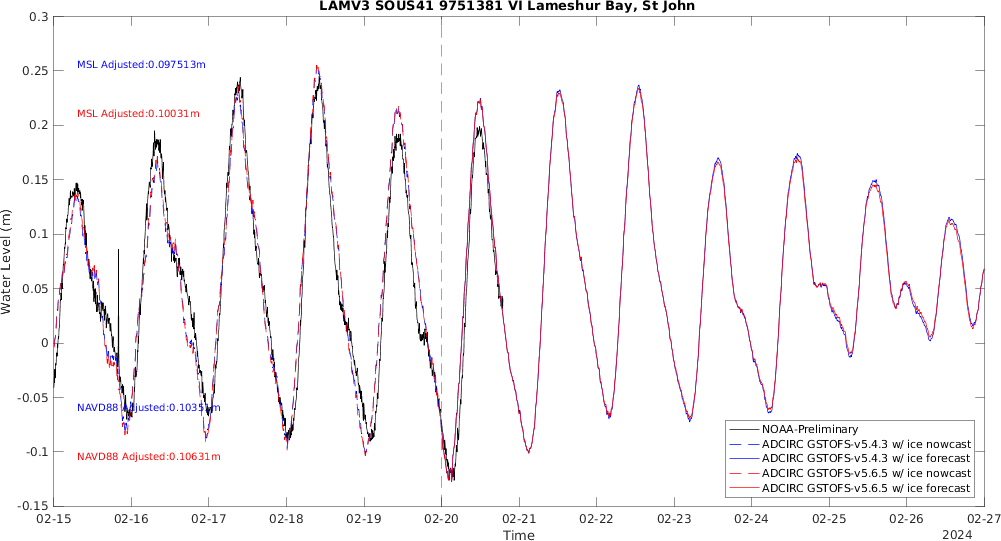 LAMV3 SOUS41 9751381 VI Lameshur Bay, St John
0.3
0.25
0.2
0.15
0.1
0.05
0
-0.05
-0.1
-0.15
Water Level (m)
MSL Adjusted:0.097513m
MSL Adjusted:0.10031m
NAVD88 Adjusted:0.10351m
NAVD88 Adjusted:0.10631m
NOAA-Preliminary
ADCIRC GSTOFS-v5.4.3 w/ ice nowcast
ADCIRC GSTOFS-v5.4.3 w/ ice forecast
ADCIRC GSTOFS-v5.6.5 w/ ice nowcast
ADCIRC GSTOFS-v5.6.5 w/ ice forecast
02-15 02-16 02-17 02-18 02-19 02-20 02-21 02-22 02-23 02-24 02-25 02-26 02-27
Time
2024